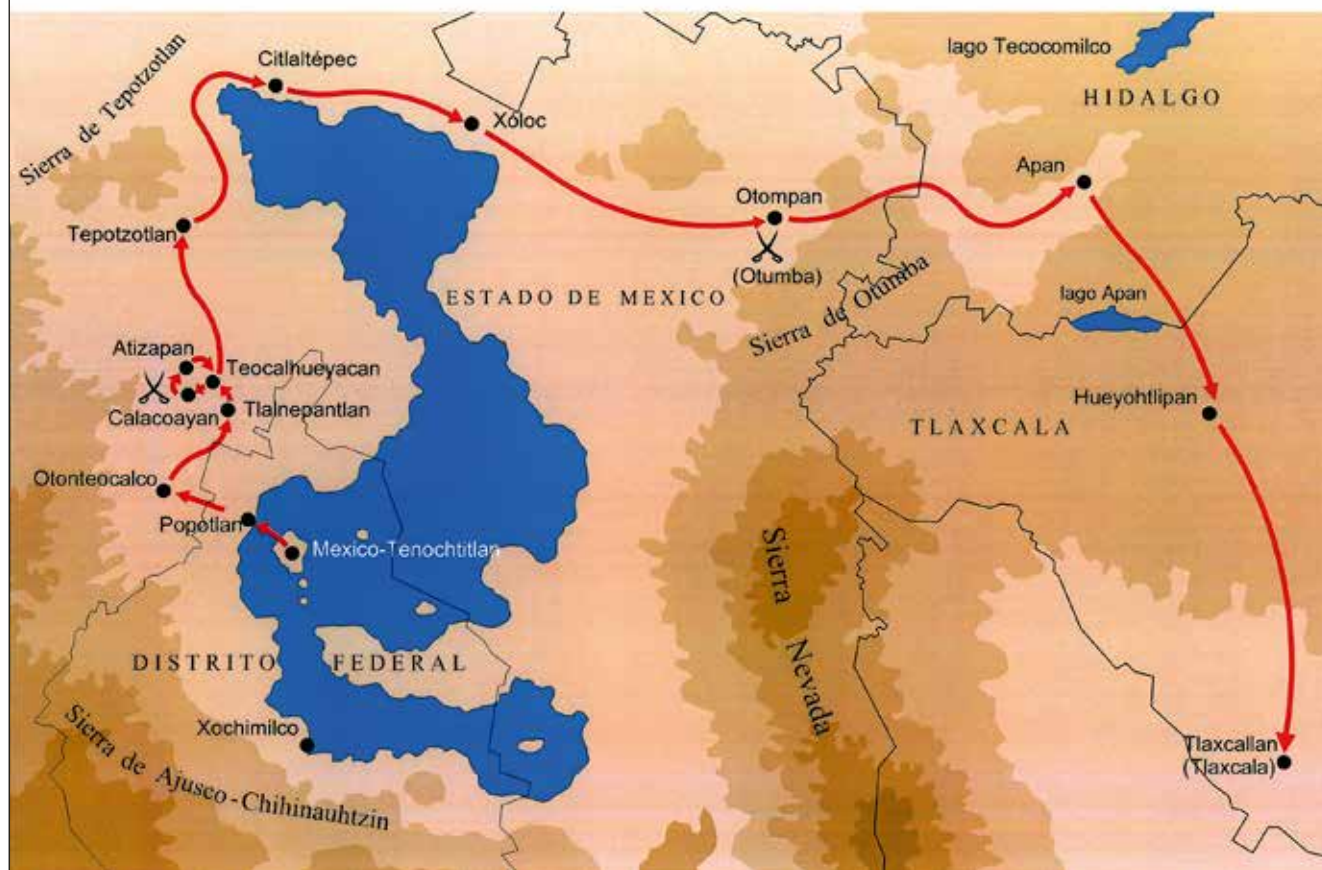 Citlaltépec
lago Tecocomilco
HIDALGO
Sierra de Tepotzotlan
Xoloc
Apan
Otompan
(Otumba)
Tepotzotlan
ESTADO DE MEXICO
Sierra de Otumba
lago Apan
Atizapan
Teocalhueyacan
Calacoayan
Tlalnepantlan
Hueyohtlipan
TLAXCALA
Otonteocalco
Popotlan
Mexico-Tenochtitlan
Sierra
Nevada
DISTRITO FEDERAL
Xochimilco
Sierra de Ajusco-Chihinauhtzin
Tlaxcallan
(Tlaxcala)